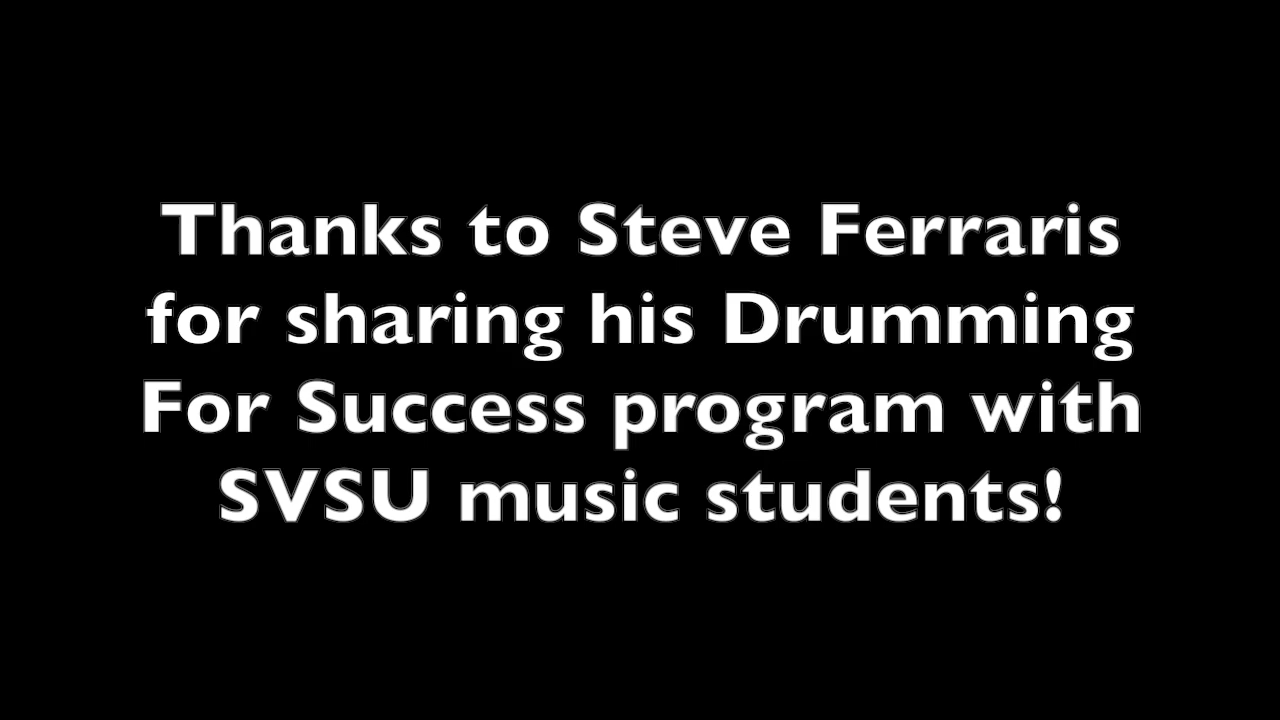 Thanks to Steve Ferraris
for sharing his Drumming
For Success program with
SVSU music students!